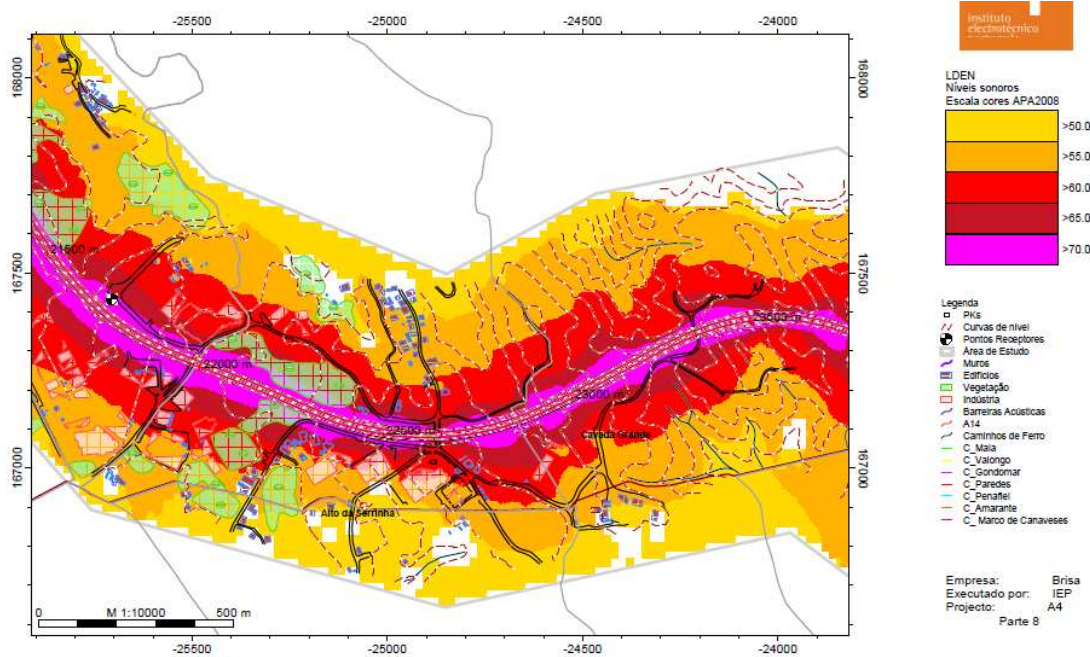 -25500
-25000
-24500
-24000
168000
168000
167500
167500
167000
167000
21500 m
22000 m
23000 m
23500 m
Cavada Grande
Alto da Serrinha
0
M 1:10000
500 m
-25500
-25000
-24500
-24000
instituto
electrotécnico
LDEN
Níveis sonoros
Escala cores APA2008
>50.0
>55.0
>60.0
>65.0
>70.0
Legenda
PKs
Curvas de nível
Pontos Receptores
Área de Estudo
Muros
Edifícios
Vegetação
Indústria
Barreiras Acústicas
A14
Caminhos de Ferro
C_Maia
C_Valongo
C_Gondomar
C_Paredes
C_Penafiel
C_Amarante
C_ Marco de Canaveses
Empresa: Brisa
Executado por: IEP
Projecto: A4
Parte 8